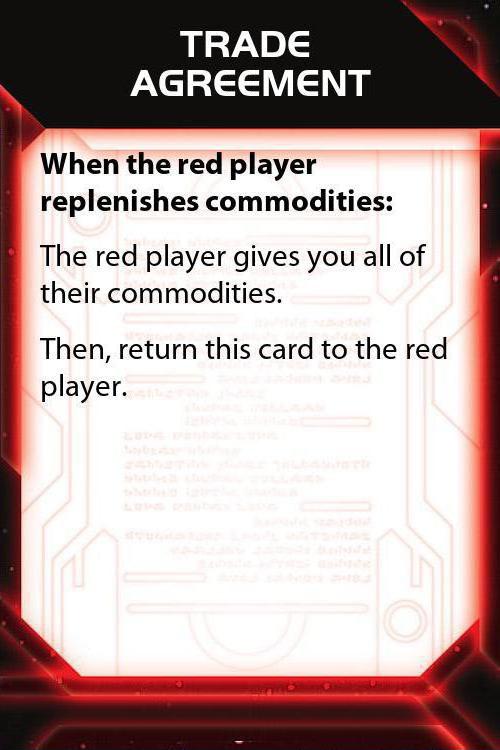 TRADE
AGREEMENT
When the red player
replenishes commodities:
The red player gives you all of
their commodities.
Then, return this card to the red
player.